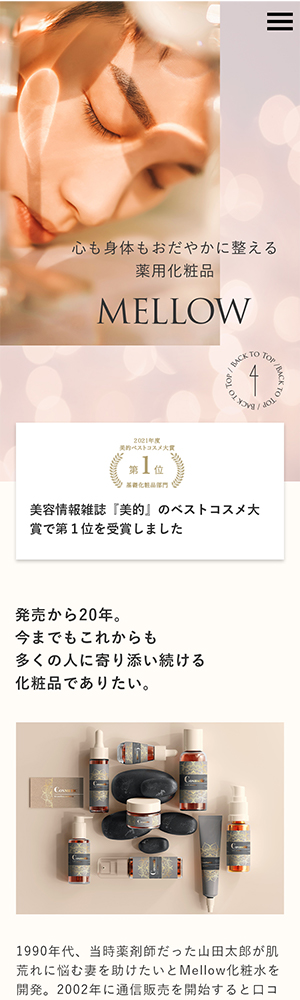 心も身体もおだやかに整える
薬用化粧品
MELLOW
BACK TO TOP / BACK TO TOP / BACK TO TOP /
2021年度
美的ベストコスメ大賞
第1位
基礎化粧品部門
美容情報雑誌『美的』のベストコスメ大
賞で第１位を受賞しました
発売から20年。
今までもこれからも
多くの人に寄り添い続ける
化粧品でありたい。
1990年代、当時薬剤師だった山田太郎が肌
荒れに悩む妻を助けたいとMellow化粧水を
開発。2002年に通信販売を開始すると口コ